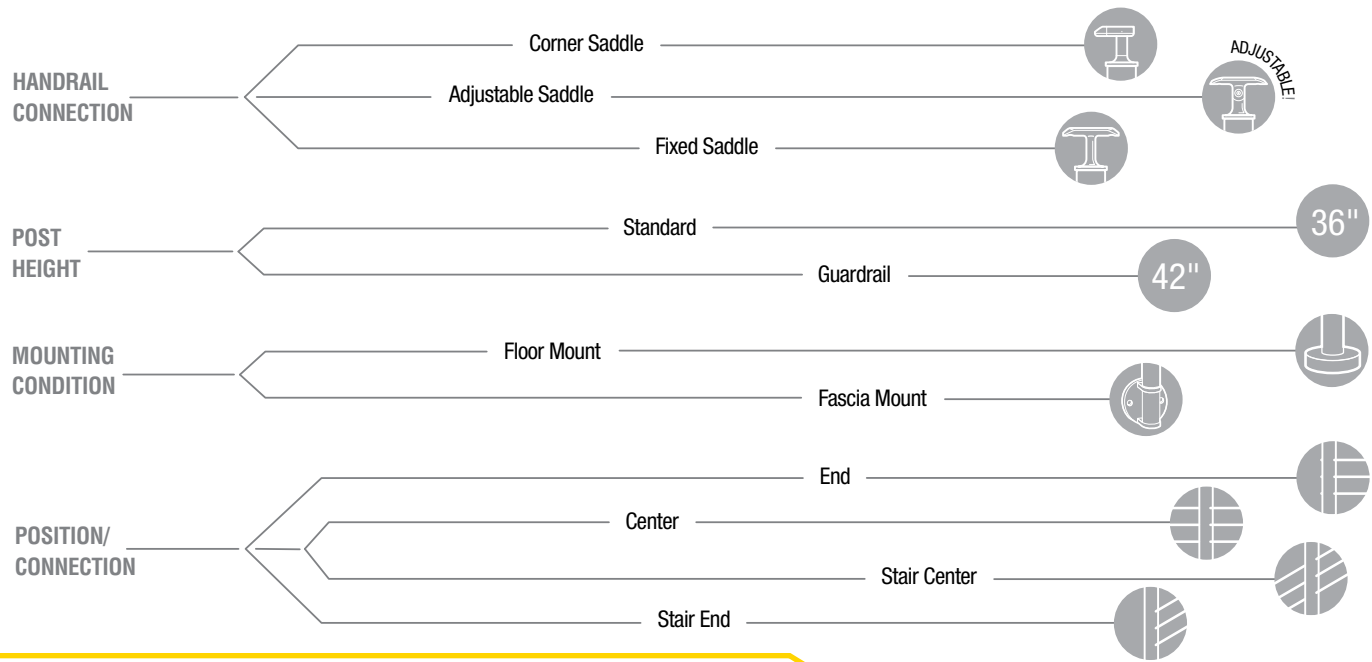 HANDRAIL
CONNECTION
Corner Saddle
Adjustable Saddle
ADJUSTABLE!
Fixed Saddle
POST
HEIGHT
Standard
36"
Guardrail
42"
MOUNTING
CONDITION
Floor Mount
Fascia Mount
POSITION/
CONNECTION
End
Center
Stair Center
Stair End